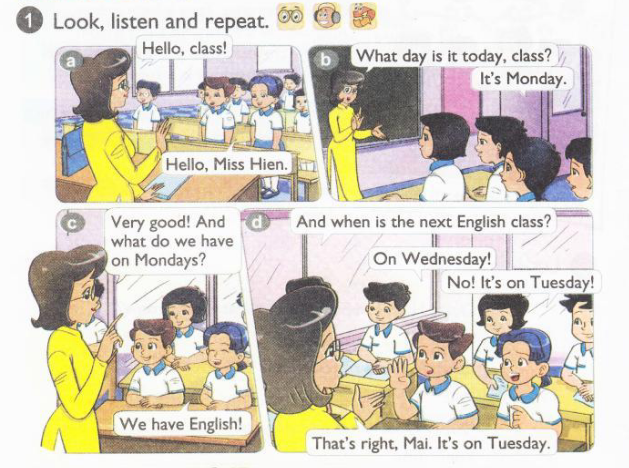 1 Look, listen and repeat.
a
Hello, class!
Hello, Miss Hien.
b
What day is it today, class?
It's Monday.
c
Very good! And
what do we have
on Mondays?
We have English!
d
And when is the next English class?
On Wednesday!
No! It's on Tuesday!
That's right, Mai. It's on Tuesday.